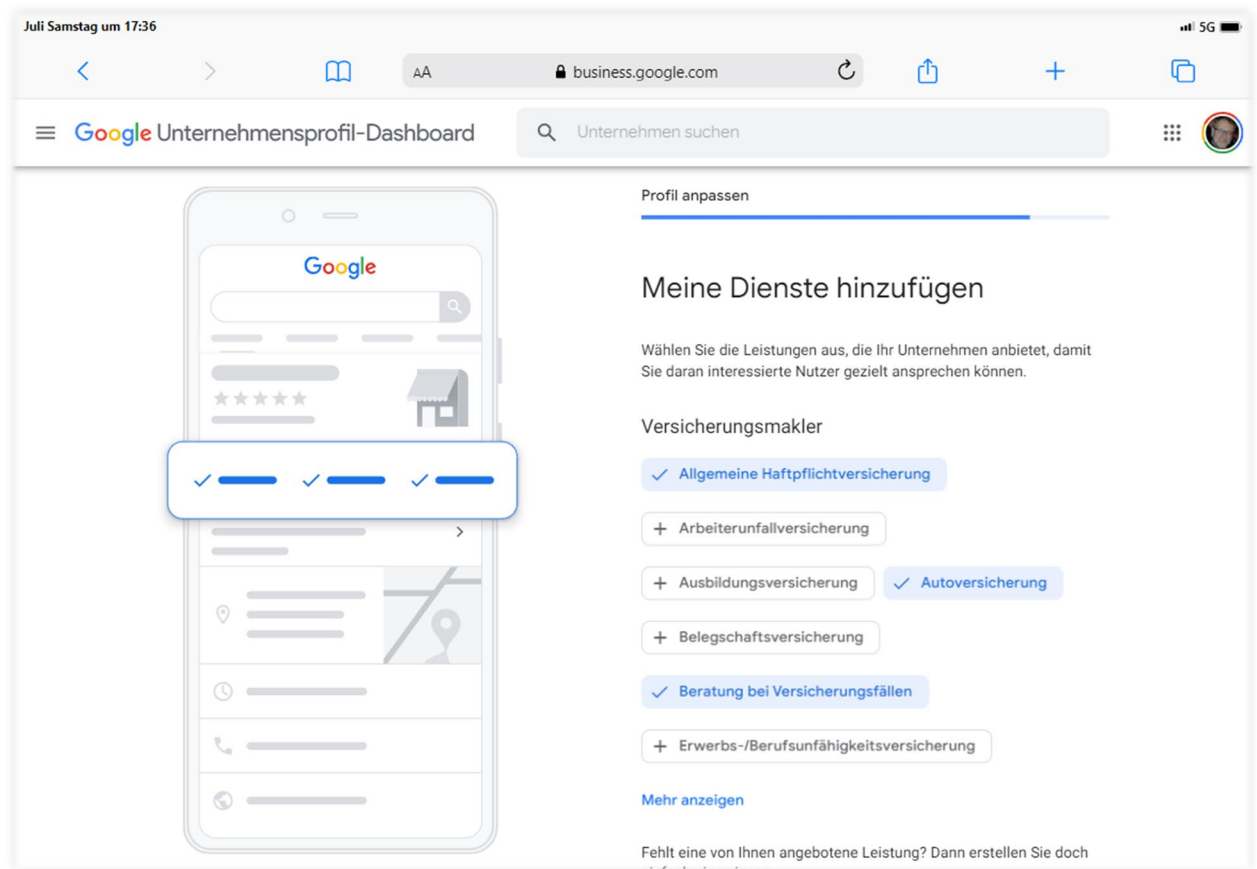 Juli Samstag um 17:36
5G
AA
business.google.com
Google Unternehmensprofil-Dashboard
Unternehmen suchen
Google
Profil anpassen
Meine Dienste hinzufügen
Wählen Sie die Leistungen aus, die Ihr Unternehmen anbietet, damit
Sie daran interessierte Nutzer gezielt ansprechen können.
Versicherungsmakler
Allgemeine Haftpflichtversicherung
Arbeiterunfallversicherung
Ausbildungsversicherung
Autoversicherung
Belegschaftsversicherung
Beratung bei Versicherungsfällen
Erwerbs-/Berufsunfähigkeitsversicherung
Mehr anzeigen
Fehlt eine von Ihnen angebotene Leistung? Dann erstellen Sie doch